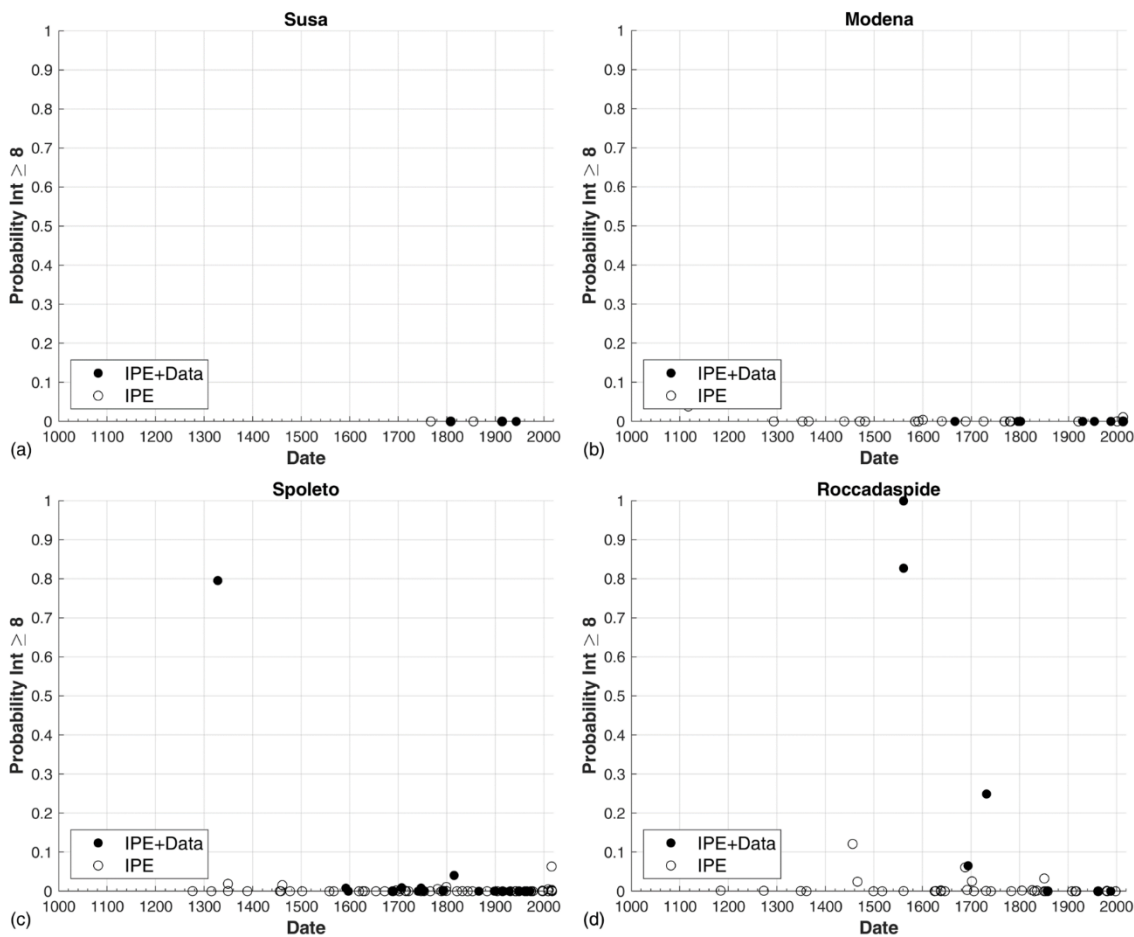 Susa
1
0.9
0.8
0.7
0.6
0.5
0.4
0.3
0.2
0.1
0
Probability Int ≥ 8
IPE+Data
IPE
1000 1100 1200 1300 1400 1500 1600 1700 1800 1900 2000
(a)
Date
Modena
1
0.9
0.8
0.7
0.6
0.5
0.4
0.3
0.2
0.1
0
Probability Int ≥ 8
IPE+Data
IPE
1000 1100 1200 1300 1400 1500 1600 1700 1800 1900 2000
(b)
Date
Spoleto
1
0.9
0.8
0.7
0.6
0.5
0.4
0.3
0.2
0.1
0
Probability Int ≥ 8
IPE+Data
IPE
1000 1100 1200 1300 1400 1500 1600 1700 1800 1900 2000
(c)
Date
Roccadaspide
1
0.9
0.8
0.7
0.6
0.5
0.4
0.3
0.2
0.1
0
Probability Int ≥ 8
IPE+Data
IPE
1000 1100 1200 1300 1400 1500 1600 1700 1800 1900 2000
(d)
Date